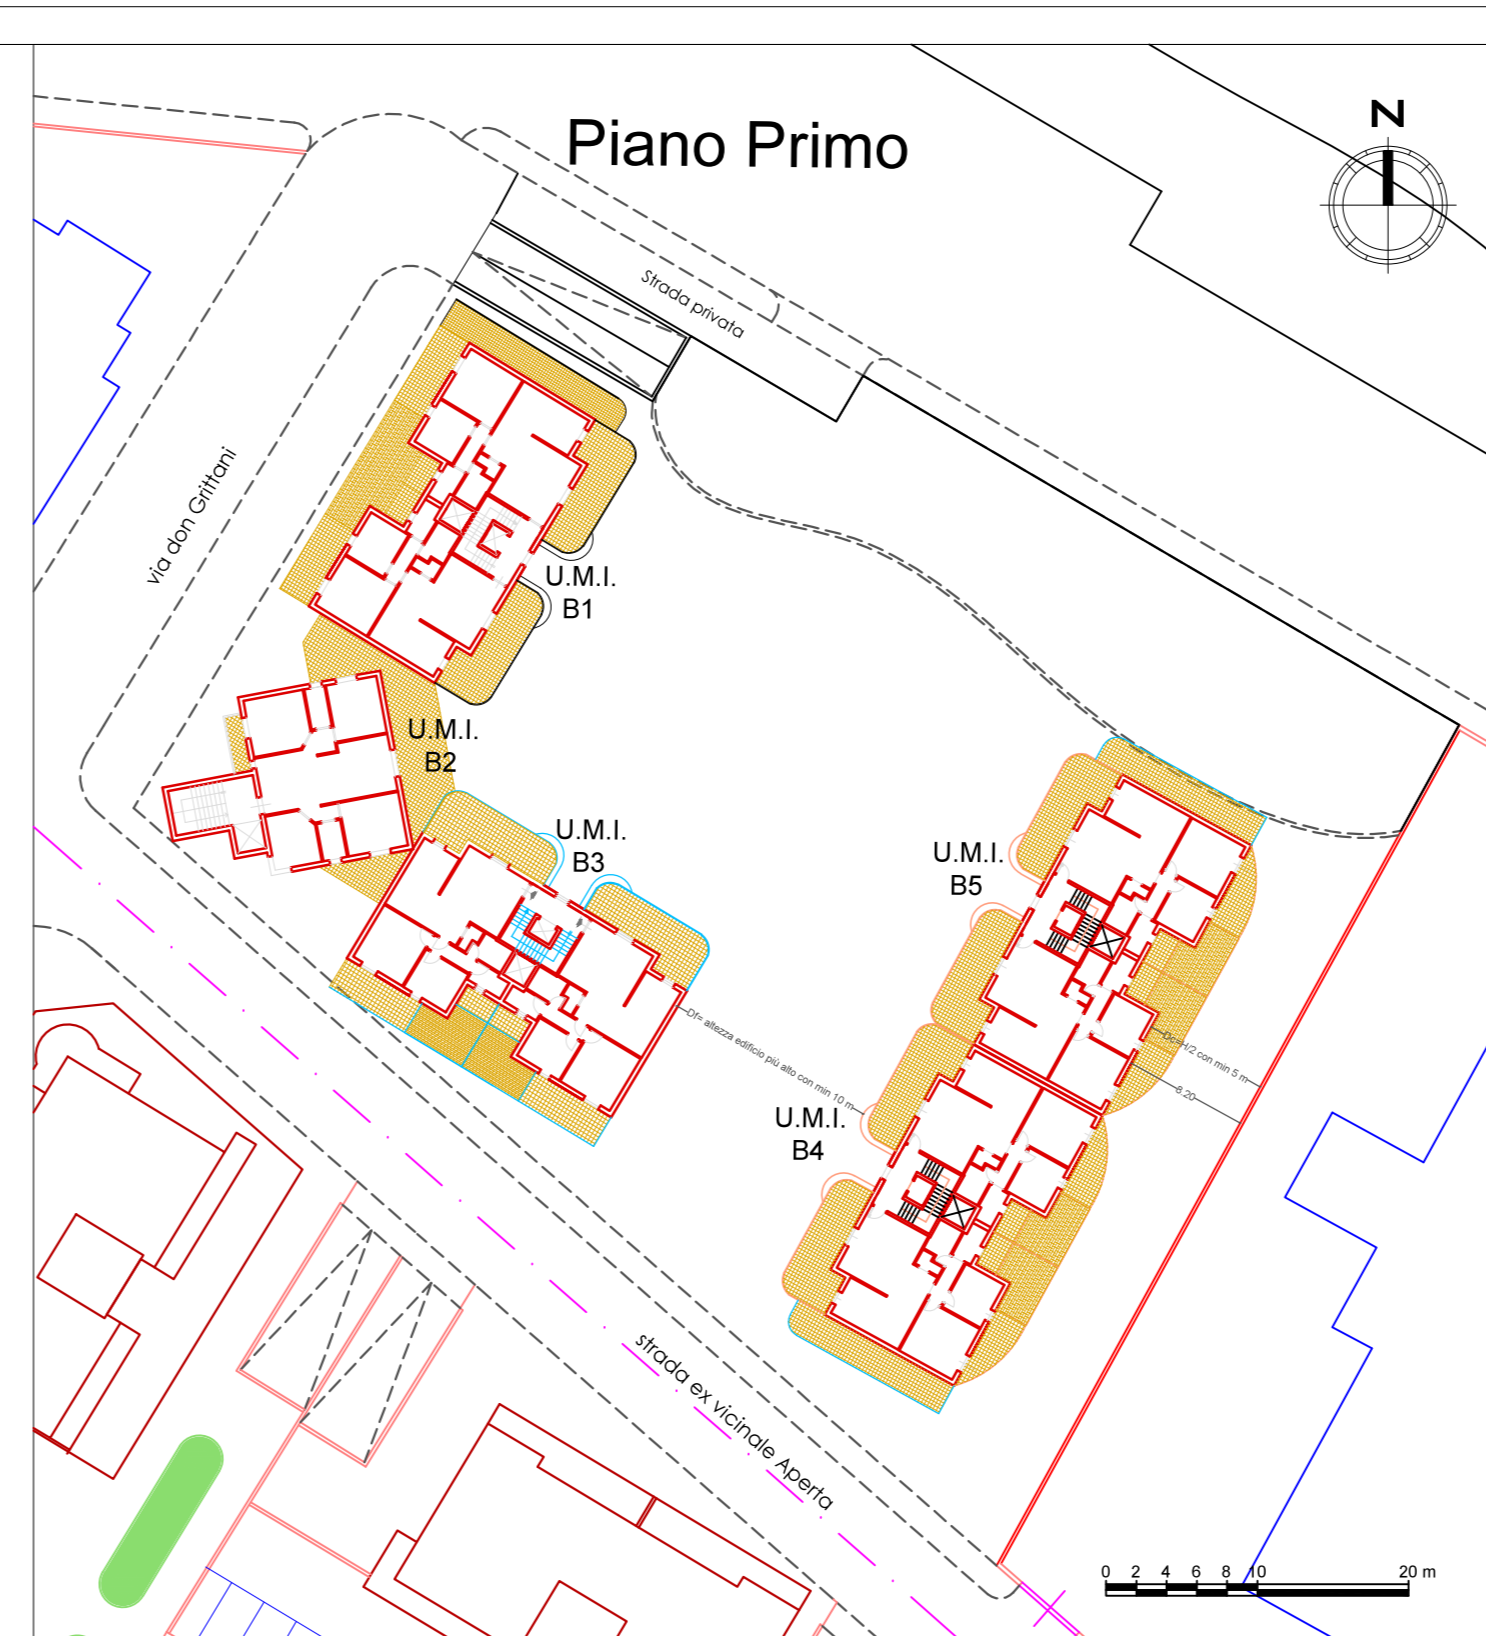 Piano Primo
N
Strada privata
via don Grittani
U.M.I.
B1
U.M.I.
B2
U.M.I.
B3
U.M.I.
B5
Df= altezza edificio più alto con min 10 m
Dc=H/2 con min 5 m
8.20
U.M.I.
B4
strada ex vicinale Aperta
0 2 4 6 8 10 20 m